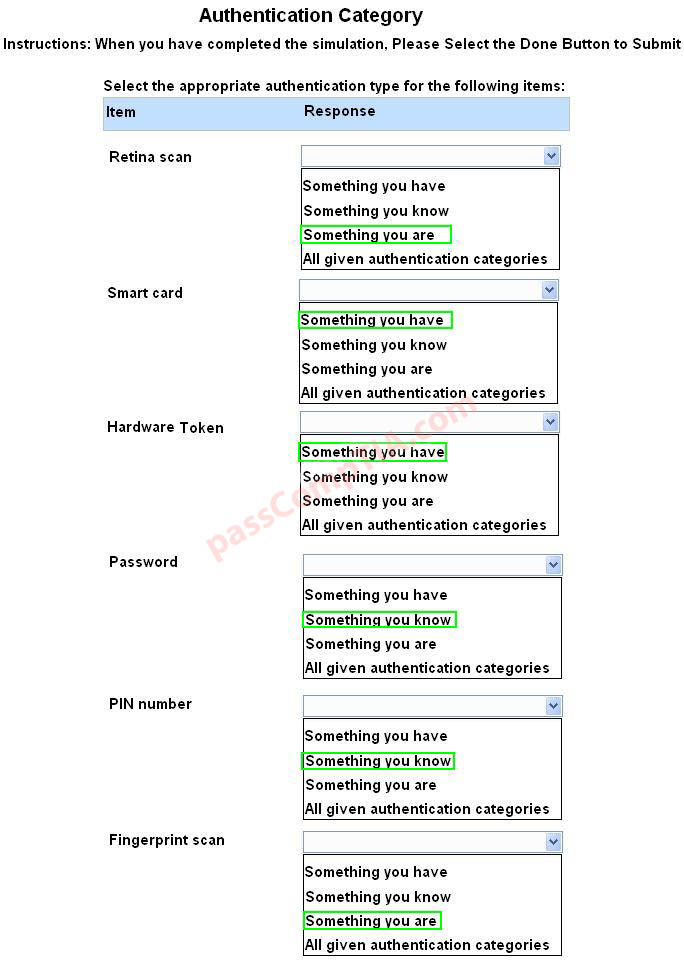 Authentication Category
Instructions: When you have completed the simulation, Please Select the Done Button to Submit
Select the appropriate authentication type for the following items:
Item Response
Retina scan
Something you have
Something you know
Something you are
All given authentication categories
Smart card
Something you have
Something you know
Something you are
All given authentication categories
Hardware Token
Something you have
Something you know
Something you are
All given authentication categories
passCompTIA.com
Password
Something you have
Something you know
Something you are
All given authentication categories
PIN number
Something you have
Something you know
Something you are
All given authentication categories
Fingerprint scan
Something you have
Something you know
Something you are
All given authentication categories